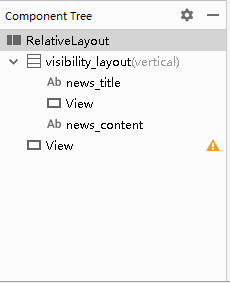 Component Tree
RelativeLayout
visibility_layout(vertical)
Ab news_title
View
Ab news_content
View